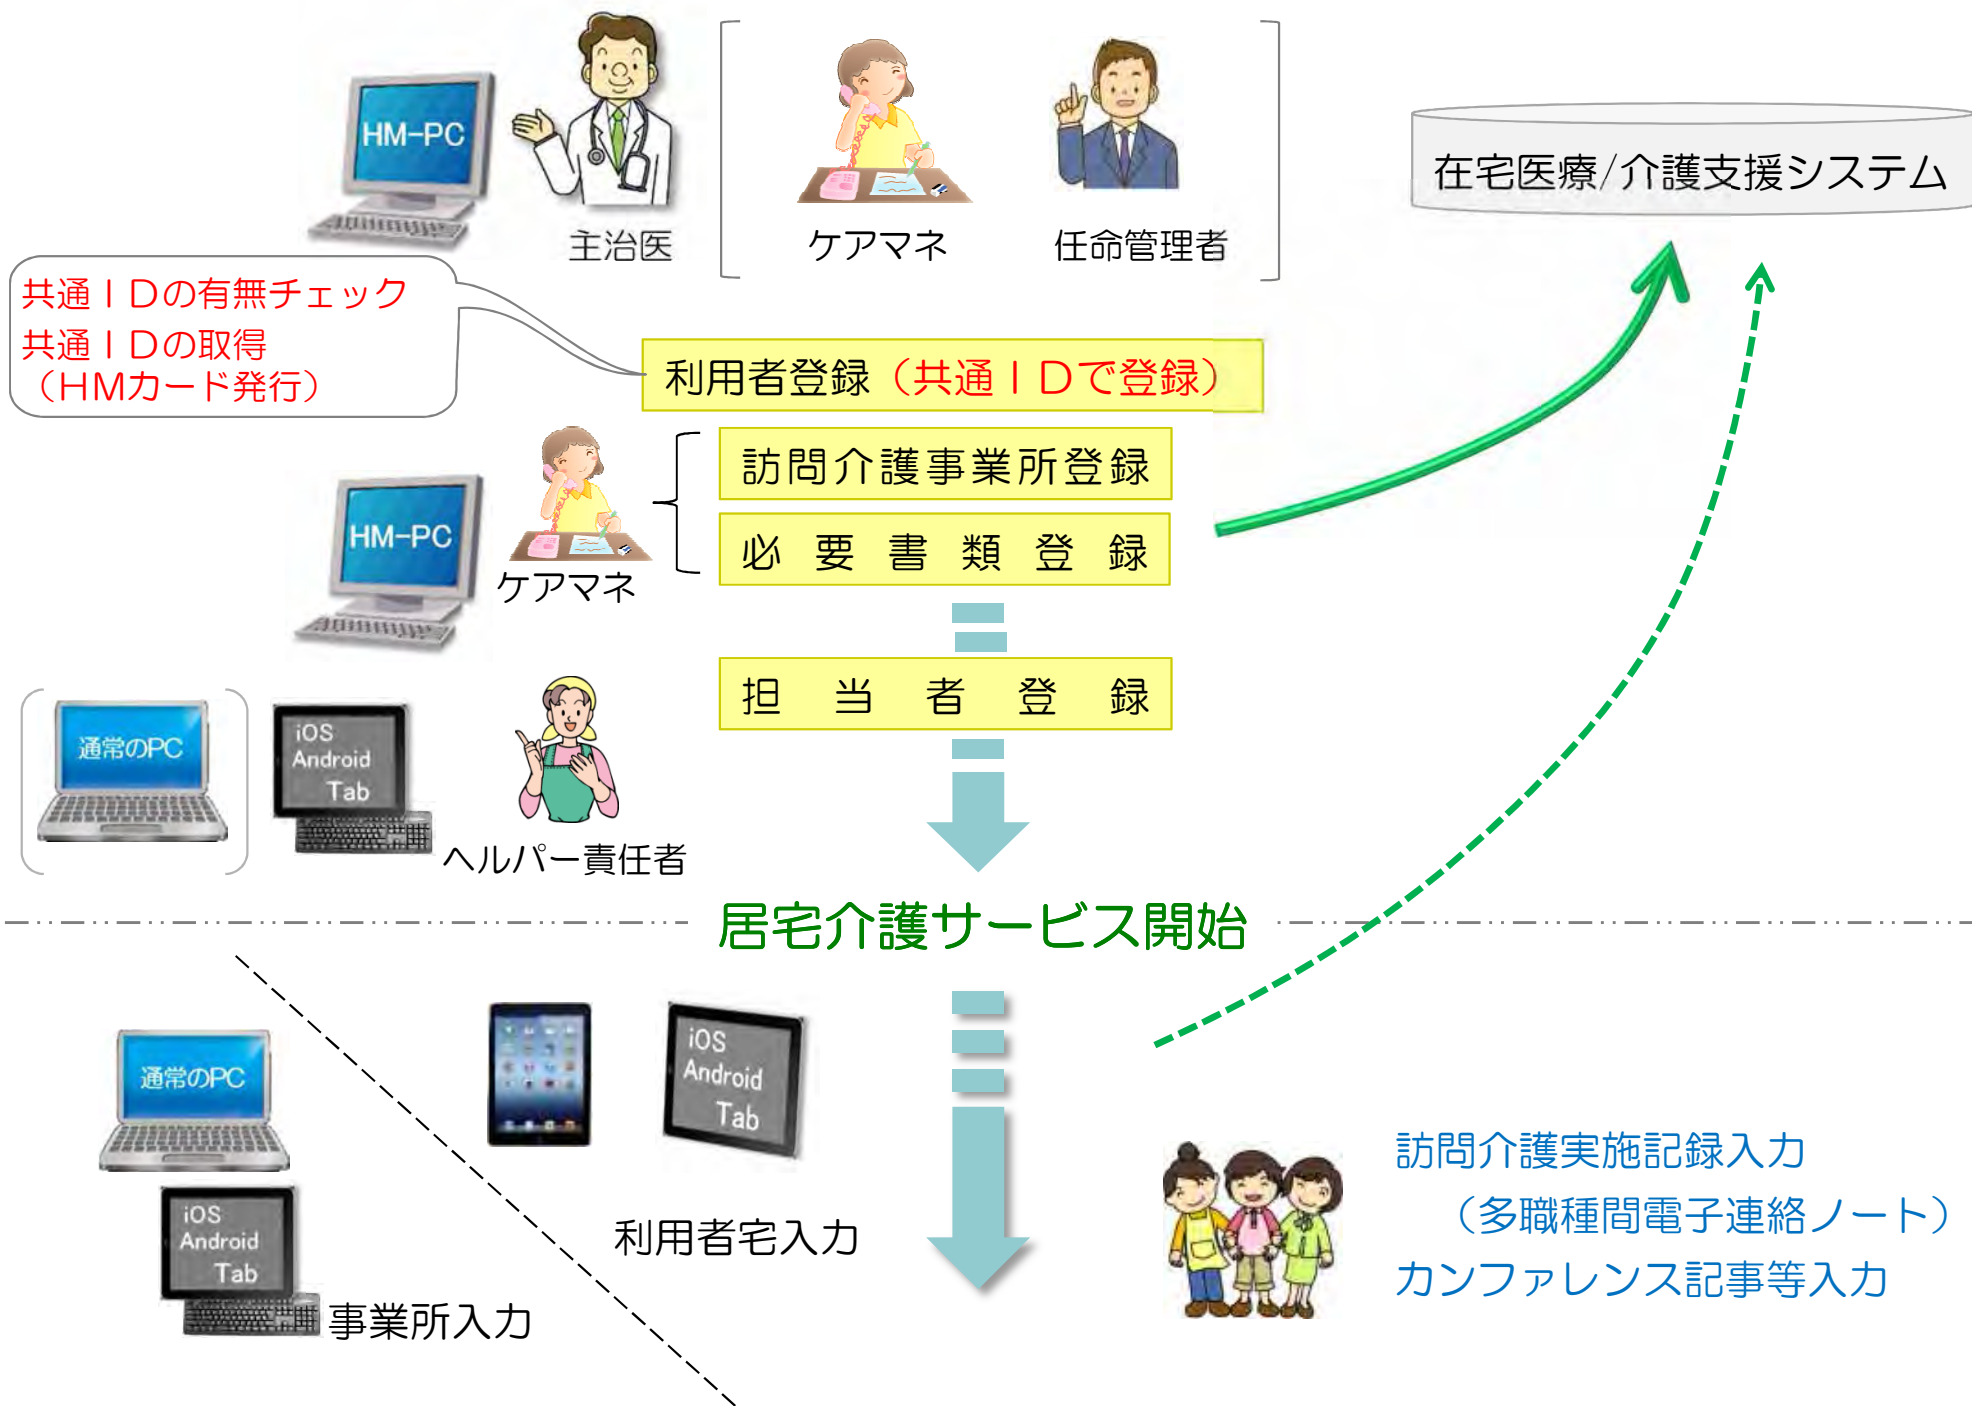 HM-PC
主治医
ケアマネ
任命管理者
在宅医療/介護支援システム
共通IDの有無チェック
共通IDの取得
（HMカード発行）
利用者登録（共通IDで登録）
訪問介護事業所登録
HM-PC
ケアマネ
必要書類登録
担当者登録
通常のPC
iOS
Android
Tab
ヘルパー責任者
居宅介護サービス開始
通常のPC
iOS
Android
Tab
事業所入力
iOS
Android
Tab
利用者宅入力
訪問介護実施記録入力
（多職種間電子連絡ノート）
カンファレンス記事等入力